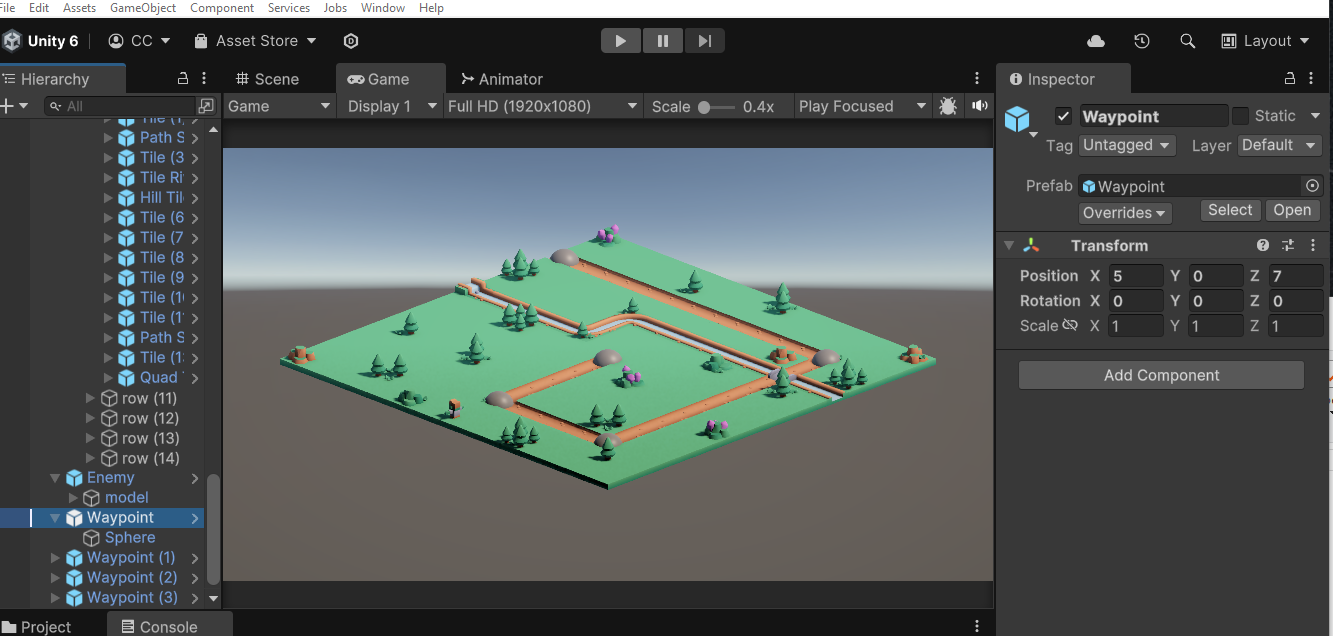 File Edit Assets GameObject Component Services Jobs Window Help
Unity 6 CC Asset Store Layout
Hierarchy
All
Tile (1
Path S
Tile (3
Tile Ri
Hill Til
Tile (6
Tile (7
Tile (8
Tile (9
Tile (1
Tile (1
Path S
Tile (1
Quad
row (11)
row (12)
row (13)
row (14)
Enemy
model
Waypoint
Sphere
Waypoint (1)
Waypoint (2)
Waypoint (3)
Project Console
Scene Game Animator
Game Display 1 Full HD (1920x1080) Scale 0.4x Play Focused
Inspector
Waypoint Static
Tag Untagged Layer Default
Prefab Waypoint
Overrides Select Open
Transform
Position X 5 Y 0 Z 7
Rotation X 0 Y 0 Z 0
Scale X 1 Y 1 Z 1
Add Component